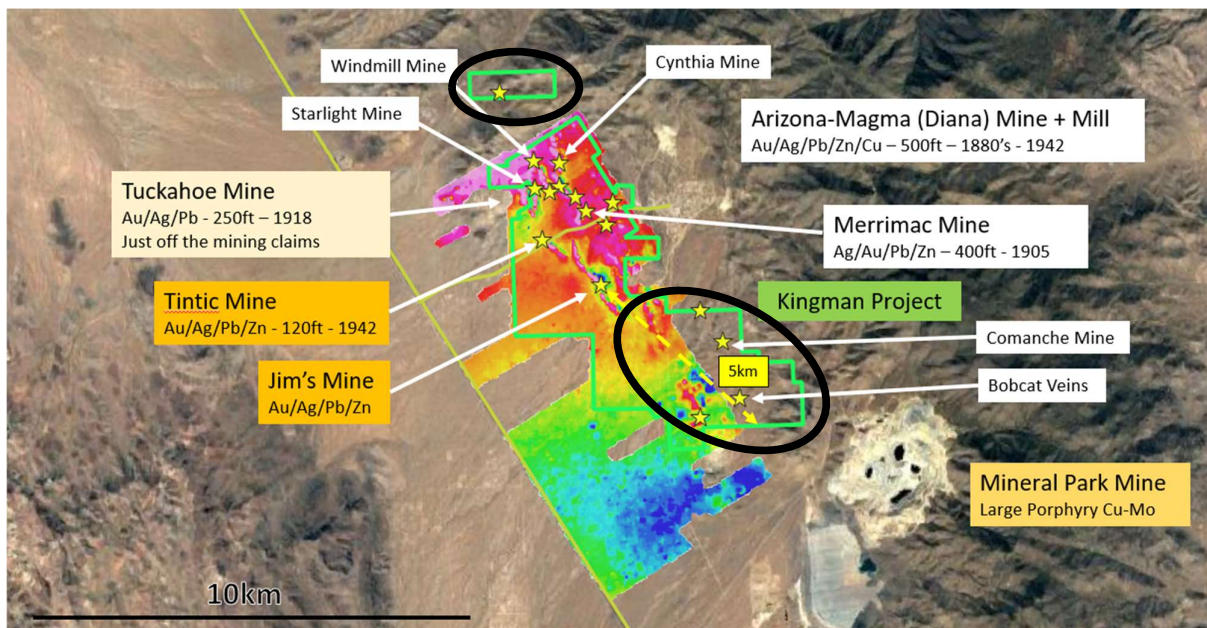 Windmill Mine
Cynthia Mine
Starlight Mine
Arizona-Magma (Diana) Mine + Mill
Au/Ag/Pb/Zn/Cu – 500ft – 1880's - 1942
Tuckahoe Mine
Au/Ag/Pb - 250ft – 1918
Just off the mining claims
Merrimac Mine
Ag/Au/Pb/Zn – 400ft - 1905
Tintic Mine
Au/Ag/Pb/Zn - 120ft - 1942
Kingman Project
Comanche Mine
Jim's Mine
Au/Ag/Pb/Zn
5km
Bobcat Veins
Mineral Park Mine
Large Porphyry Cu-Mo
10km